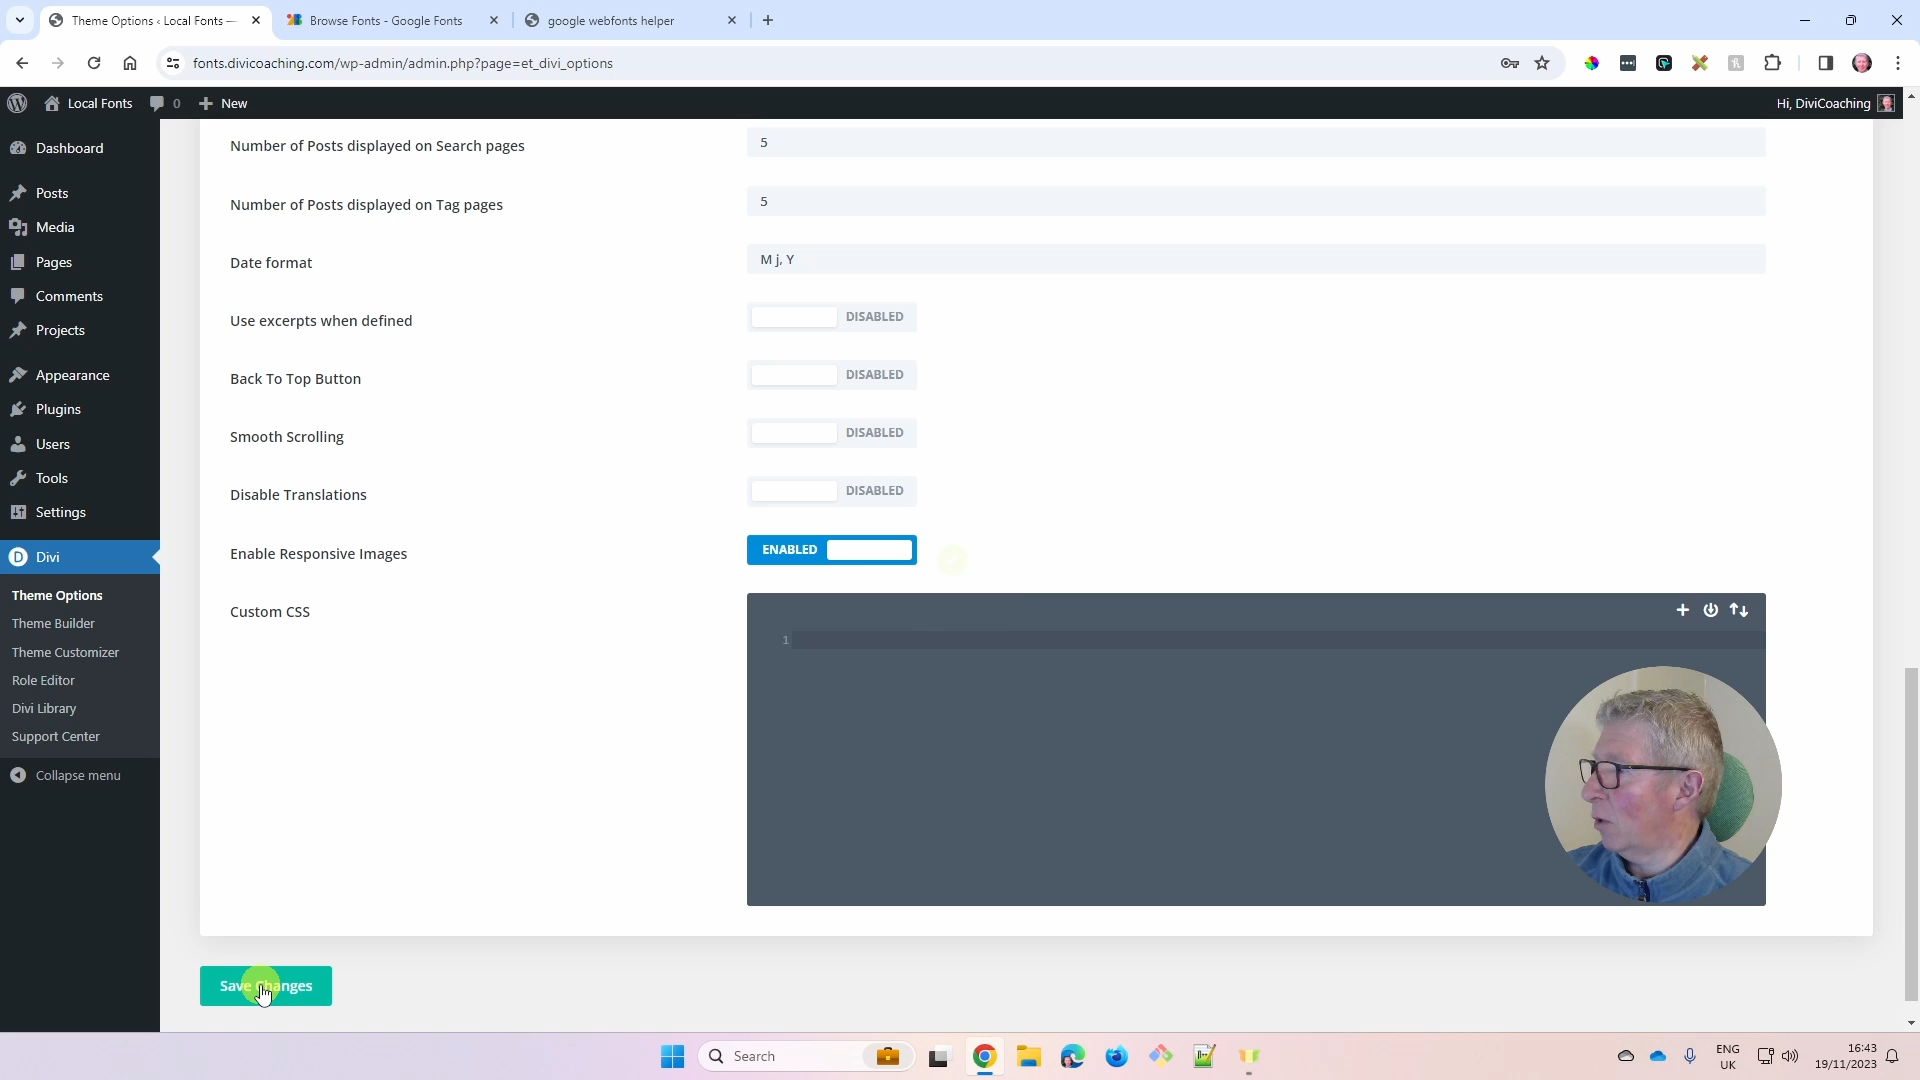 Theme Options ‹ Local Fonts —
Browse Fonts - Google Fonts
google webfonts helper
fonts.divicoaching.com/wp-admin/admin.php?page=et_divi_options
Local Fonts
0
New
Hi, DiviCoaching
Dashboard
Posts
Media
Pages
Comments
Projects
Appearance
Plugins
Users
Tools
Settings
Divi
Theme Options
Theme Builder
Theme Customizer
Role Editor
Divi Library
Support Center
Collapse menu
Number of Posts displayed on Search pages
5
Number of Posts displayed on Tag pages
5
Date format
M j, Y
Use excerpts when defined
DISABLED
Back To Top Button
DISABLED
Smooth Scrolling
DISABLED
Disable Translations
DISABLED
Enable Responsive Images
ENABLED
Custom CSS
1
Save Changes
Search
ENG
UK
16:43
19/11/2023